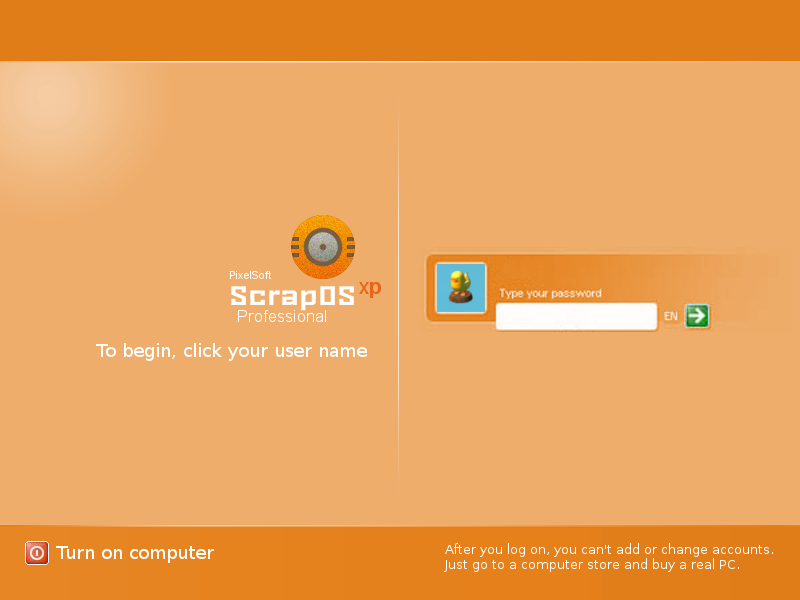 PixelSoft
ScrapOS xp
Professional
To begin, click your user name
Type your password
EN
Turn on computer
After you log on, you can't add or change accounts.
Just go to a computer store and buy a real PC.